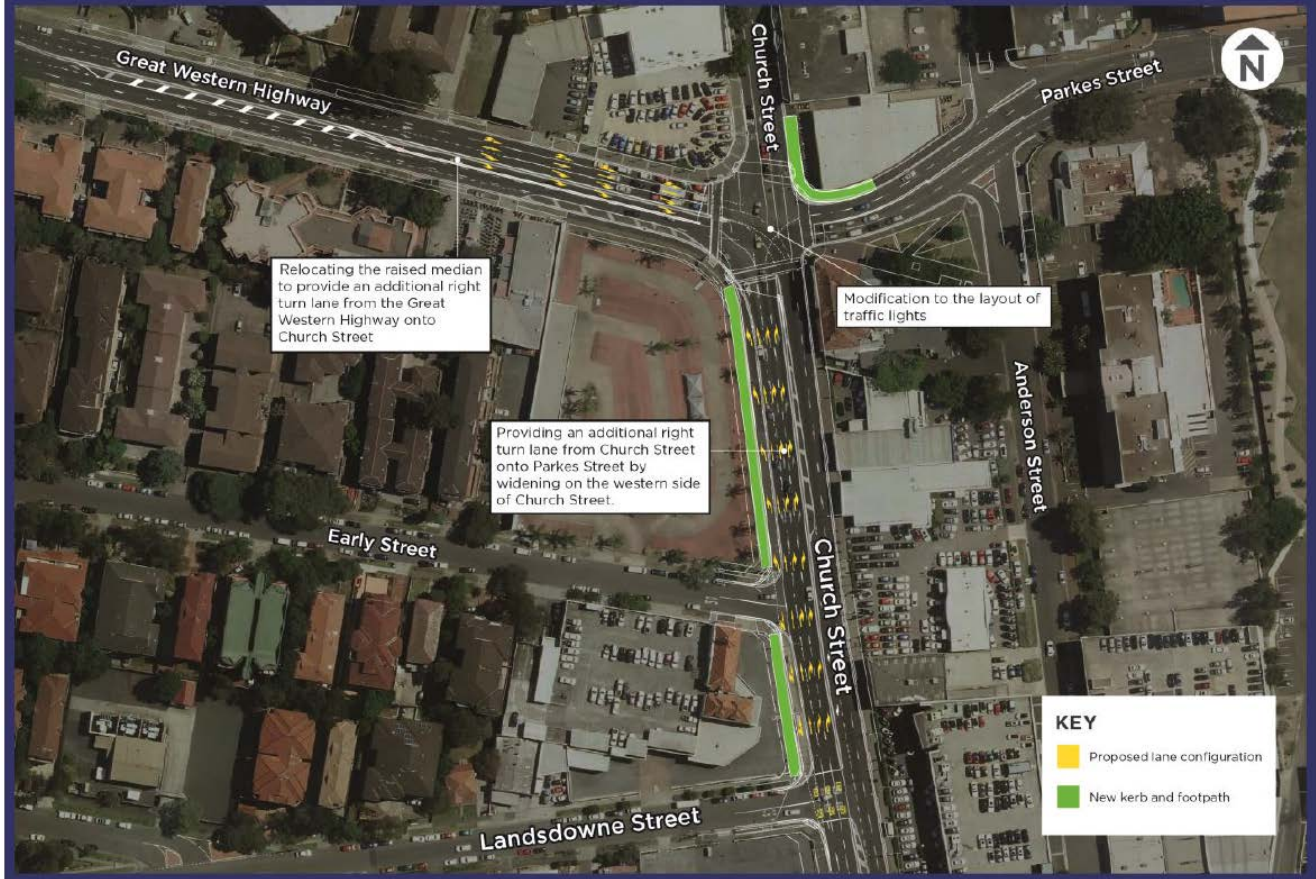 Great Western Highway
Church Street
N
Parkes Street
Relocating the raised median
to provide an additional right
turn lane from the Great
Western Highway onto
Church Street
Modification to the layout of
traffic lights
Anderson Street
Providing an additional right
turn lane from Church Street
onto Parkes Street by
widening on the western side
of Church Street.
Early Street
Church Street
Landsdowne Street
KEY
Proposed lane configuration
New kerb and footpath